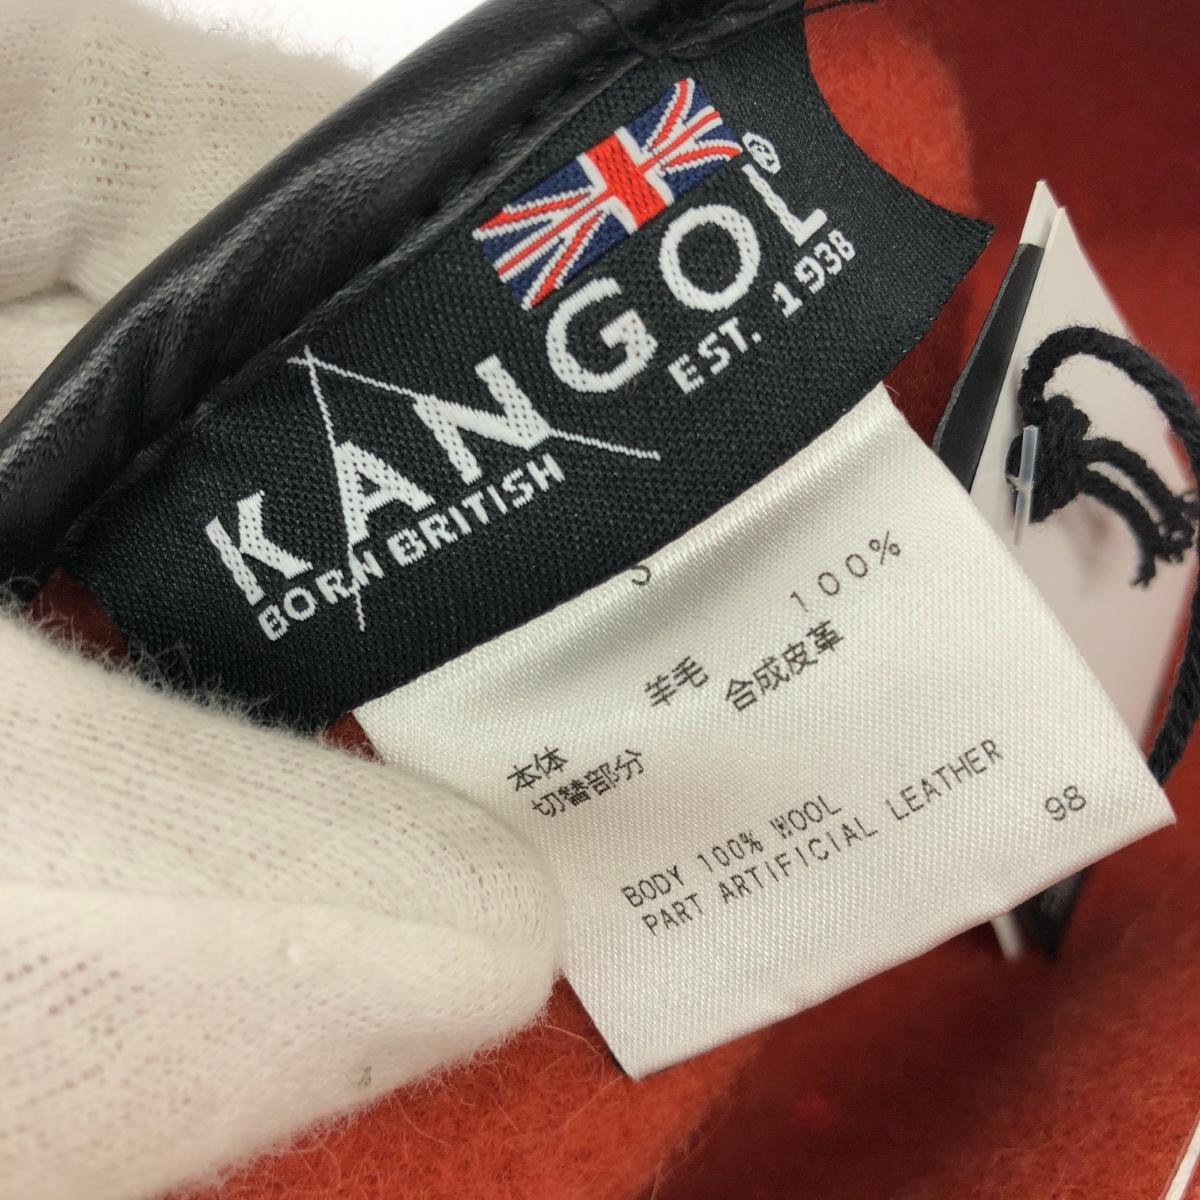 KANGOL®
BORN BRITISH EST. 1938
S
本体 羊毛 100%
切替部分 合成皮革
BODY 100% WOOL
PART ARTIFICIAL LEATHER
98